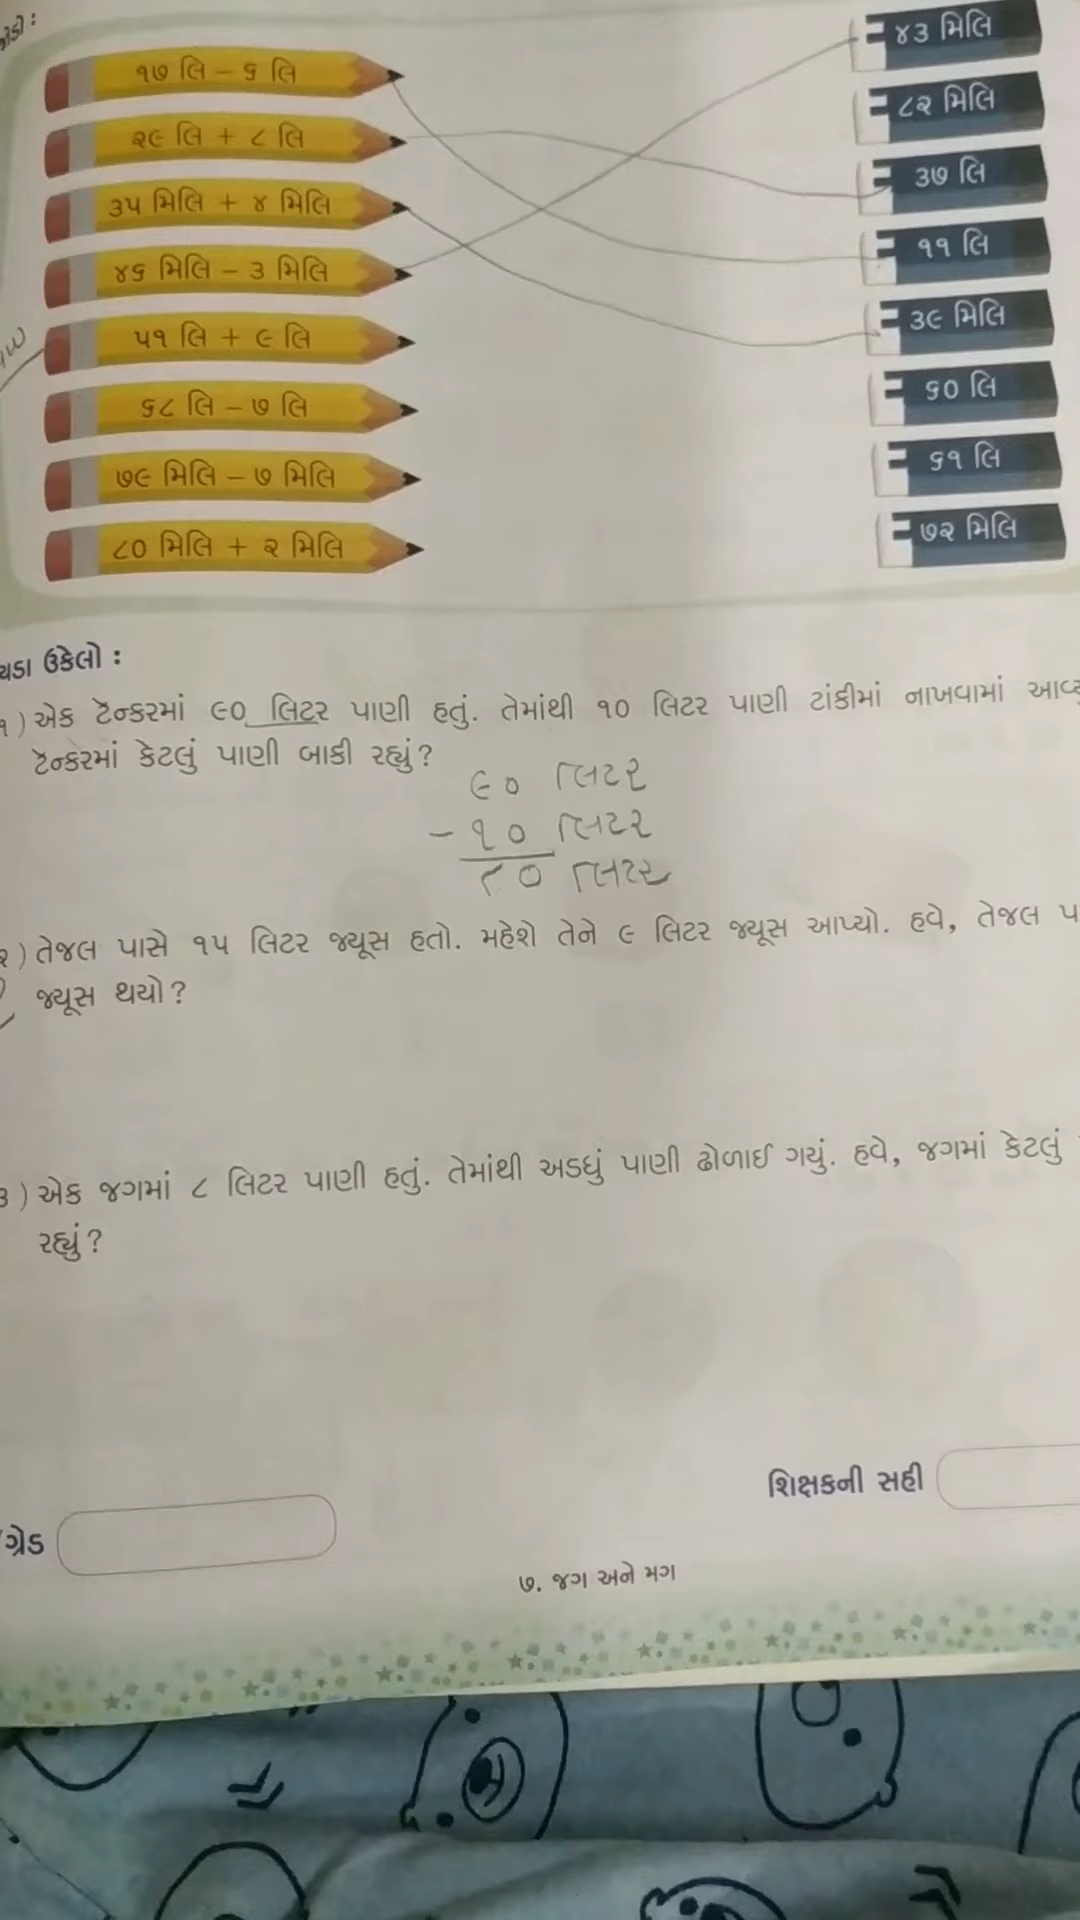 ૧૭ લિ – ૬ લિ
૨૯ લિ + ૮ લિ
૩૫ મિલિ + ૪ મિલિ
૪૬ મિલિ – ૩ મિલિ
૫૧ લિ + ૯ લિ
૬૮ લિ – ૭ લિ
૭૯ મિલિ – ૭ મિલિ
૮૦ મિલિ + ૨ મિલિ
૪૩ મિલિ
૮૨ મિલિ
૩૭ લિ
૧૧ લિ
૩૯ મિલિ
૬૦ લિ
૬૧ લિ
૭૨ મિલિ
ઉકેલો :
૧) એક ટૅન્કરમાં ૯૦ લિટર પાણી હતું. તેમાંથી ૧૦ લિટર પાણી ટાંકીમાં નાખવામાં
ટૅન્કરમાં કેટલું પાણી બાકી રહ્યું?
૯૦ લિટર
– ૧૦ લિટર
૮૦ લિટર
૨) તેજલ પાસે ૧૫ લિટર જ્યૂસ હતો. મહેશે તેને ૯ લિટર જ્યૂસ આપ્યો. હવે, તેજલ
જ્યૂસ થયો?
૩) એક જગમાં ૮ લિટર પાણી હતું. તેમાંથી અડધું પાણી ઢોળાઈ ગયું. હવે, જગમાં કેટલું
રહ્યું?
શિક્ષકની સહી
ગ્રેડ
૭. જગ અને મગ